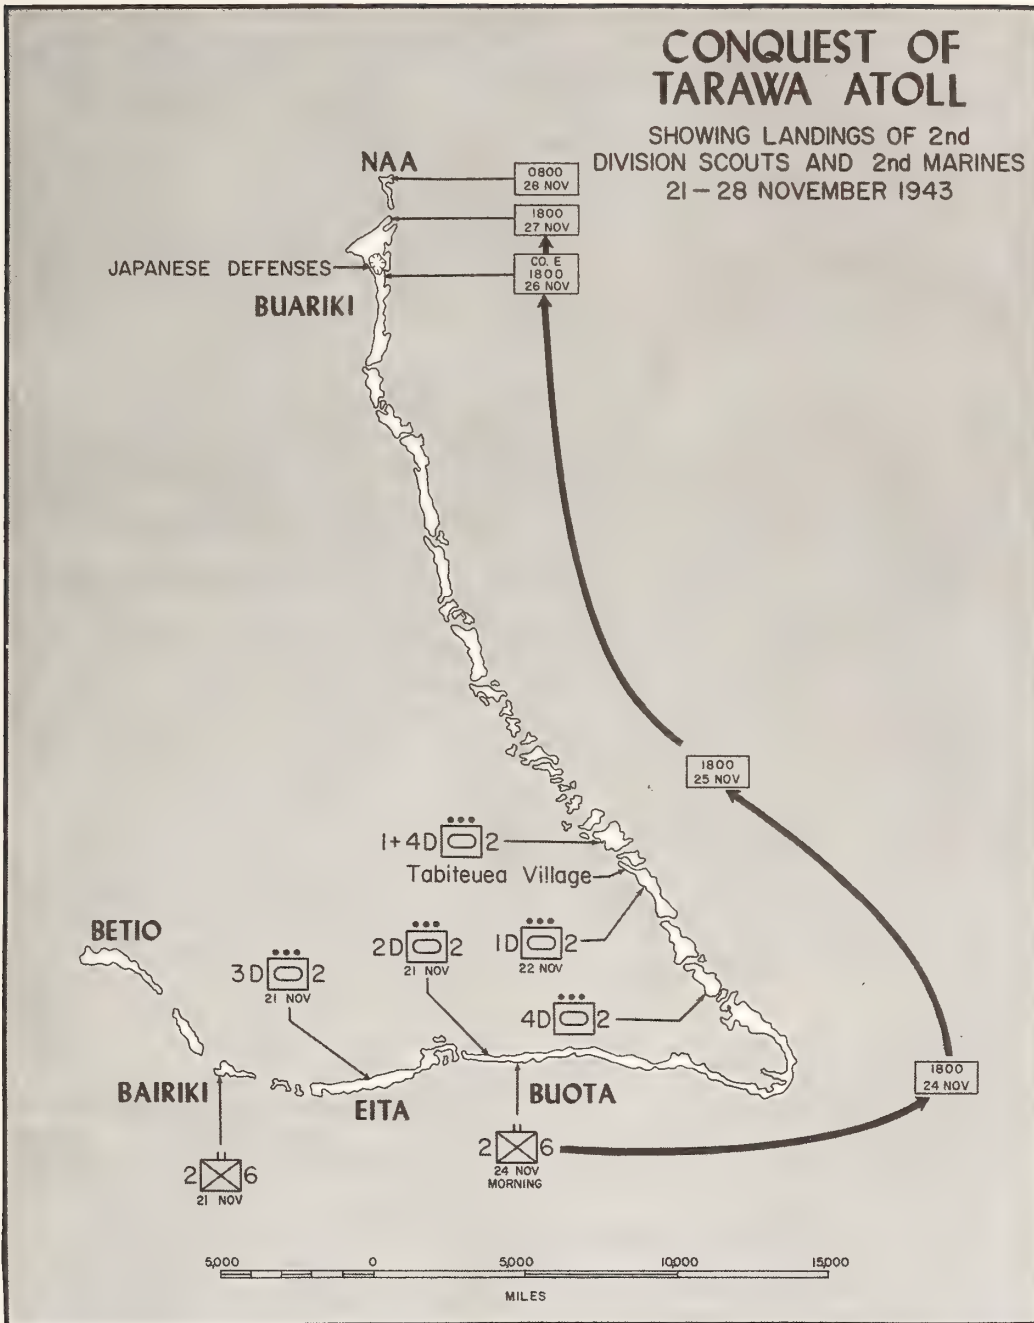 CONQUEST OF
TARAWA ATOLL
SHOWING LANDINGS OF 2nd
DIVISION SCOUTS AND 2nd MARINES
21–28 NOVEMBER 1943
NAA
0800
28 NOV
1800
27 NOV
JAPANESE DEFENSES
CO. E
1800
26 NOV
BUARIKI
1800
25 NOV
1+4D 2
Tabiteuea Village
BETIO
3D 2
21 NOV
2D 2
21 NOV
1D 2
22 NOV
4D 2
1800
24 NOV
BAIRIKI
EITA
BUOTA
2 6
21 NOV
2 6
24 NOV
MORNING
5,000 0 5,000 10,000 15,000
MILES